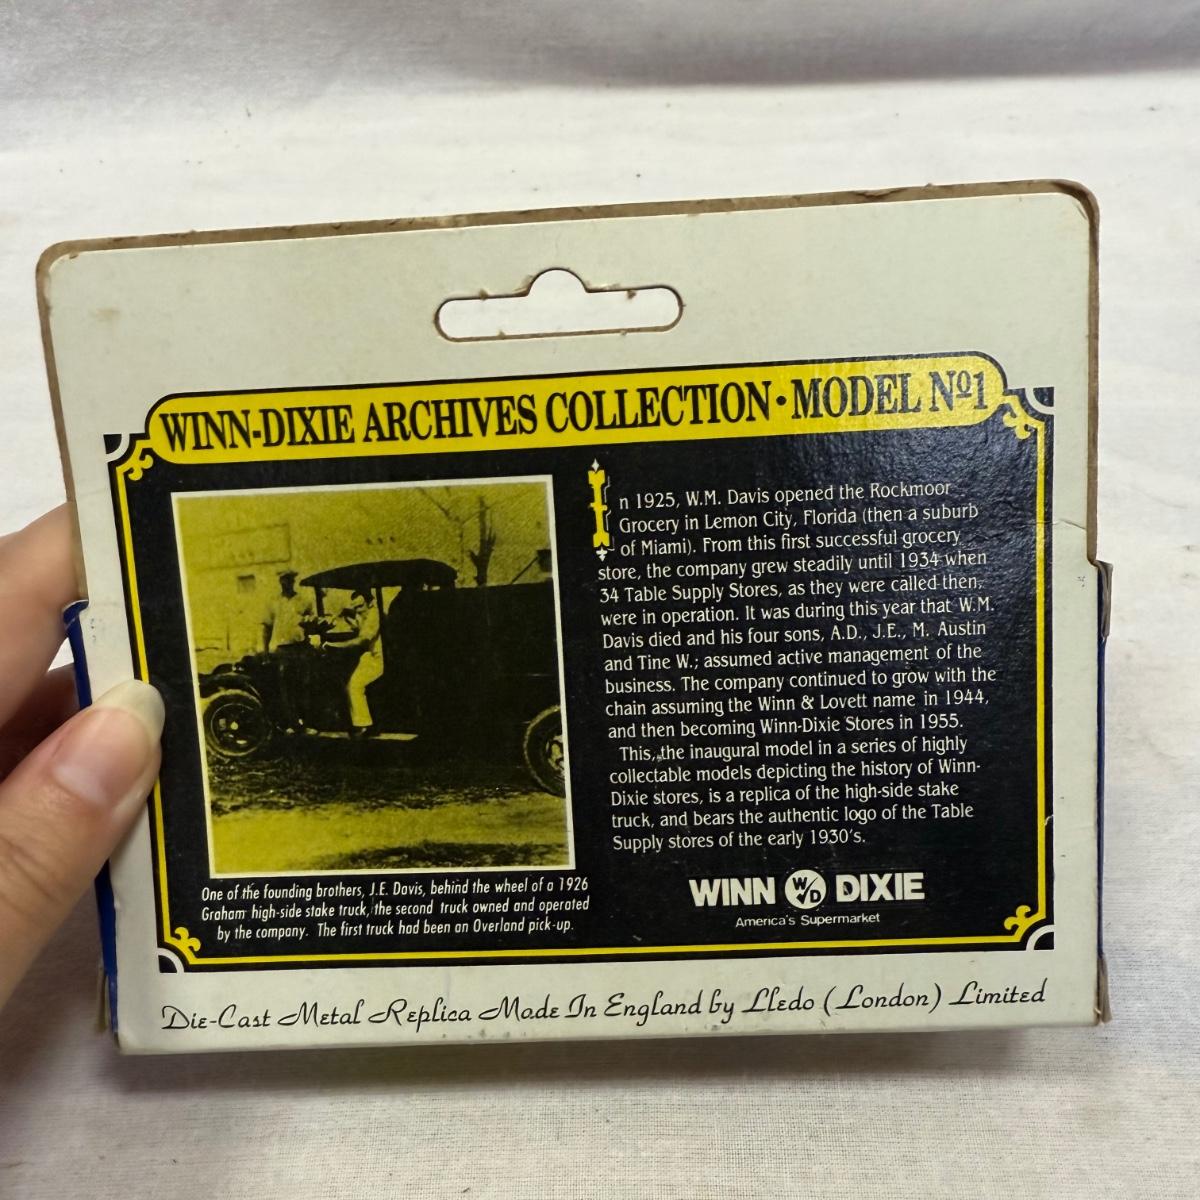 WINN-DIXIE ARCHIVES COLLECTION • MODEL Nº1
In 1925, W.M. Davis opened the Rockmoor
Grocery in Lemon City, Florida (then a suburb
of Miami). From this first successful grocery
store, the company grew steadily until 1934 when
34 Table Supply Stores, as they were called then,
were in operation. It was during this year that W.M.
Davis died and his four sons, A.D., J.E., M. Austin
and Tine W.; assumed active management of the
business. The company continued to grow with the
chain assuming the Winn & Lovett name in 1944,
and then becoming Winn-Dixie Stores in 1955.
This, the inaugural model in a series of highly
collectable models depicting the history of Winn-
Dixie stores, is a replica of the high-side stake
truck, and bears the authentic logo of the Table
Supply stores of the early 1930's.
One of the founding brothers, J.E. Davis, behind the wheel of a 1926
Graham high-side stake truck, the second truck owned and operated
by the company. The first truck had been an Overland pick-up.
WINN W/D DIXIE
America's Supermarket
Die-Cast Metal Replica Made In England by Lledo (London) Limited